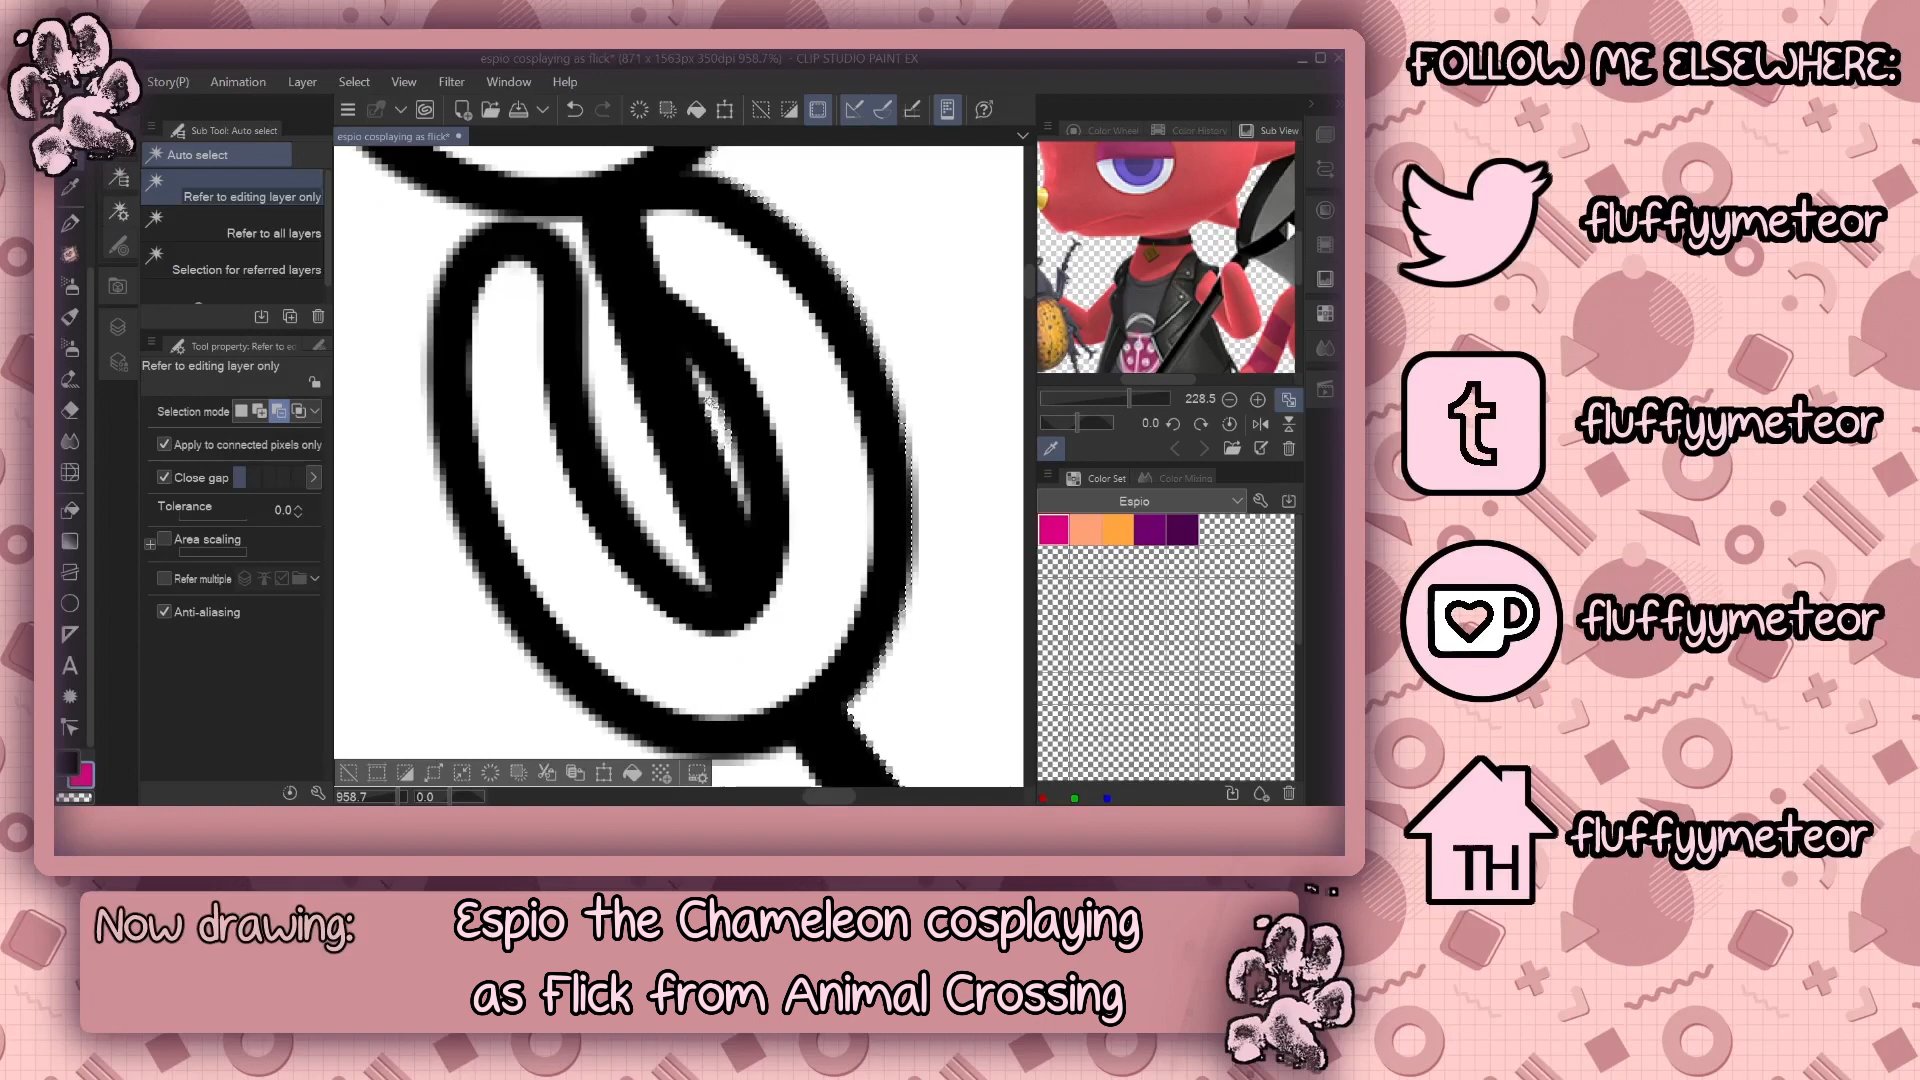 espio cosplaying as flick* (871 x 1563px 350dpi 958.7%) - CLIP STUDIO PAINT EX
Story(P) Animation Layer Select View Filter Window Help
Sub Tool: Auto select
espio cosplaying as flick*
Color Wheel Color History Sub View
Auto select
Refer to editing layer only
Refer to all layers
Selection for referred layers
Tool property: Refer to ec
Refer to editing layer only
Selection mode
Apply to connected pixels only
Close gap
Tolerance 0.0
Area scaling
Refer multiple
Anti-aliasing
228.5
0.0
Color Set Color Mixing
Espio
958.7 0.0
FOLLOW ME ELSEWHERE:
fluffyymeteor
t
fluffyymeteor
fluffyymeteor
TH
fluffyymeteor
Now drawing:
Espio the Chameleon cosplaying
as Flick from Animal Crossing